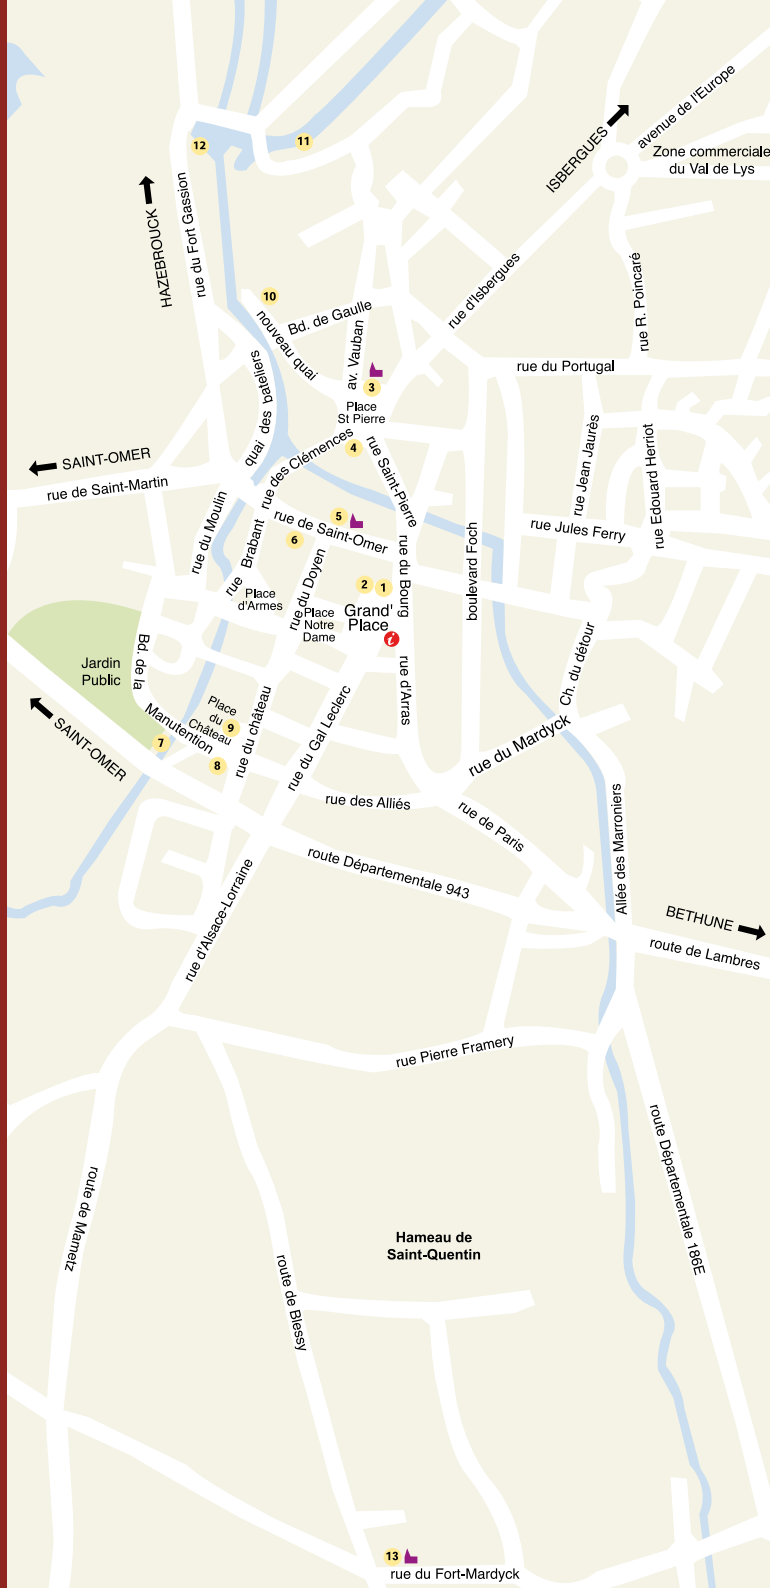 avenue de l'Europe
ISBERGUES
Zone commerciale
du Val de Lys
12
11
HAZEBROUCK
rue du Fort Gassion
rue d'Isbergues
rue R. Poincaré
10
nouveau quai
Bd. de Gaulle
av. Vauban
rue du Portugal
3
Place
St Pierre
quai des bateliers
rue des Clémences
4
rue Saint-Pierre
rue Jean Jaurès
rue Edouard Herriot
SAINT-OMER
rue de Saint-Martin
rue du Moulin
rue Brabant
5
rue de Saint-Omer
6
rue Jules Ferry
boulevard Foch
rue du Bourg
rue du Doyen
2
1
Place
d'Armes
Grand'
Place
Place
Notre
Dame
i
Jardin
Public
Bd. de la
Manutention
rue d'Arras
Ch. du détour
SAINT-OMER
Place
du
Château
9
7
8
rue du château
rue du Gal Leclerc
rue du Mardyck
rue des Alliés
rue de Paris
Allée des Marroniers
route Départementale 943
rue d'Alsace-Lorraine
BETHUNE
route de Lambres
rue Pierre Framery
route Départementale 186E
route de Mametz
Hameau de
Saint-Quentin
route de Blessy
13
rue du Fort-Mardyck